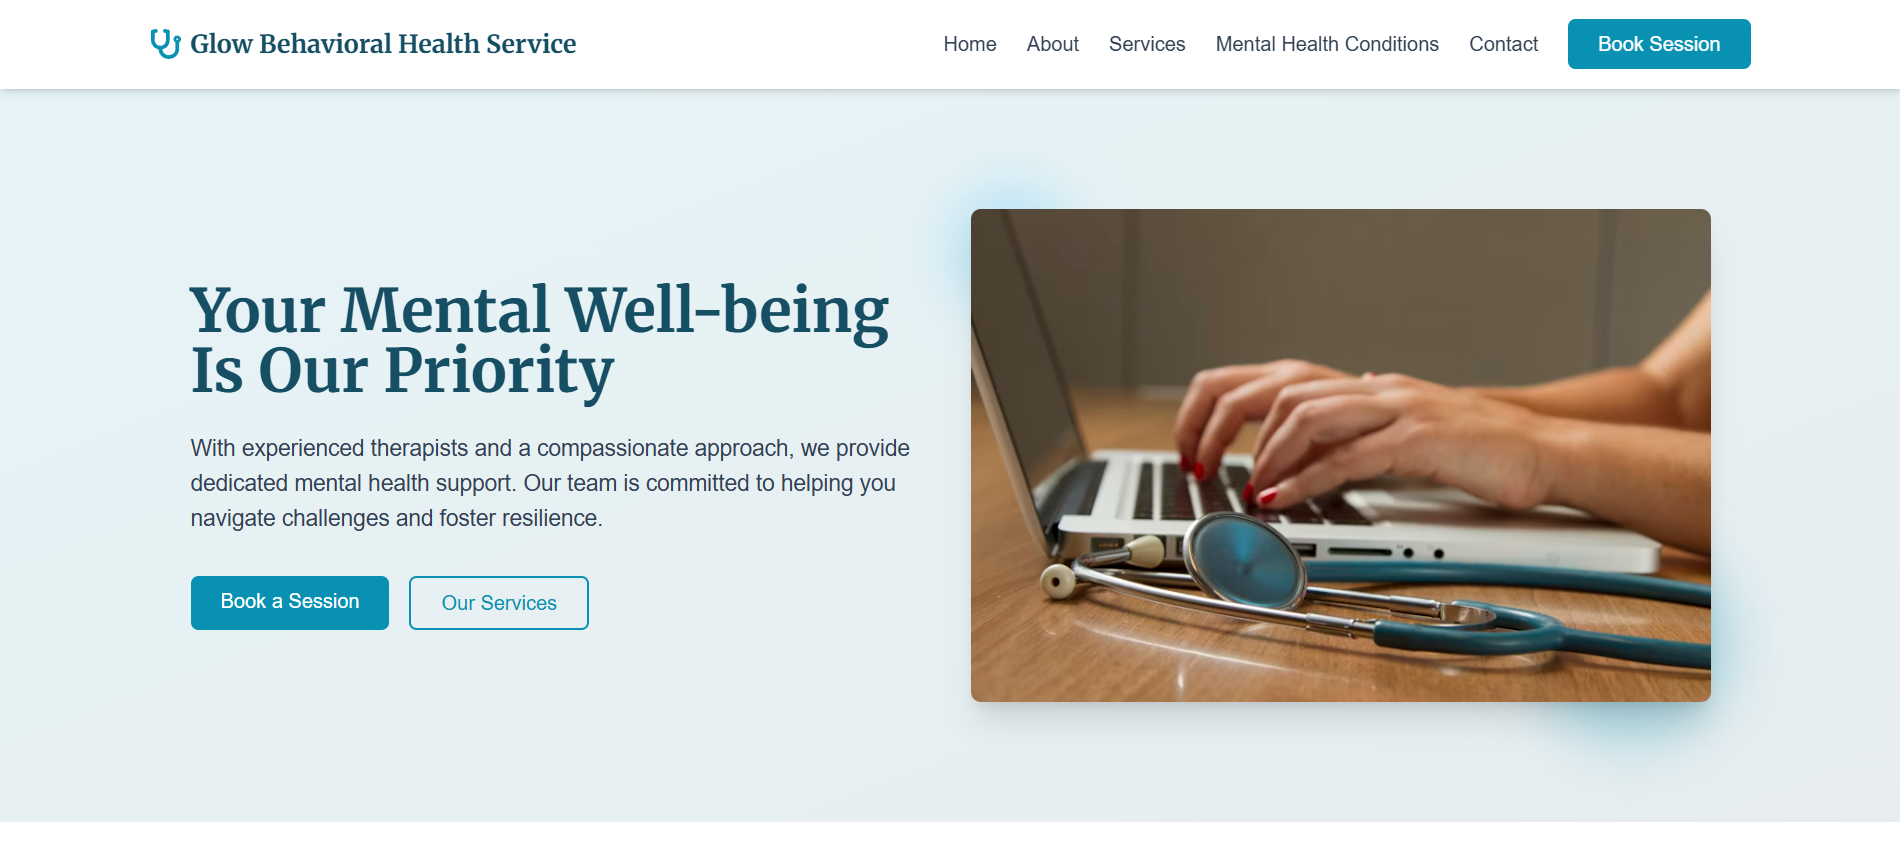 Glow Behavioral Health Service
Home
About
Services
Mental Health Conditions
Contact
Book Session
Your Mental Well-being
Is Our Priority
With experienced therapists and a compassionate approach, we provide
dedicated mental health support. Our team is committed to helping you
navigate challenges and foster resilience.
Book a Session
Our Services